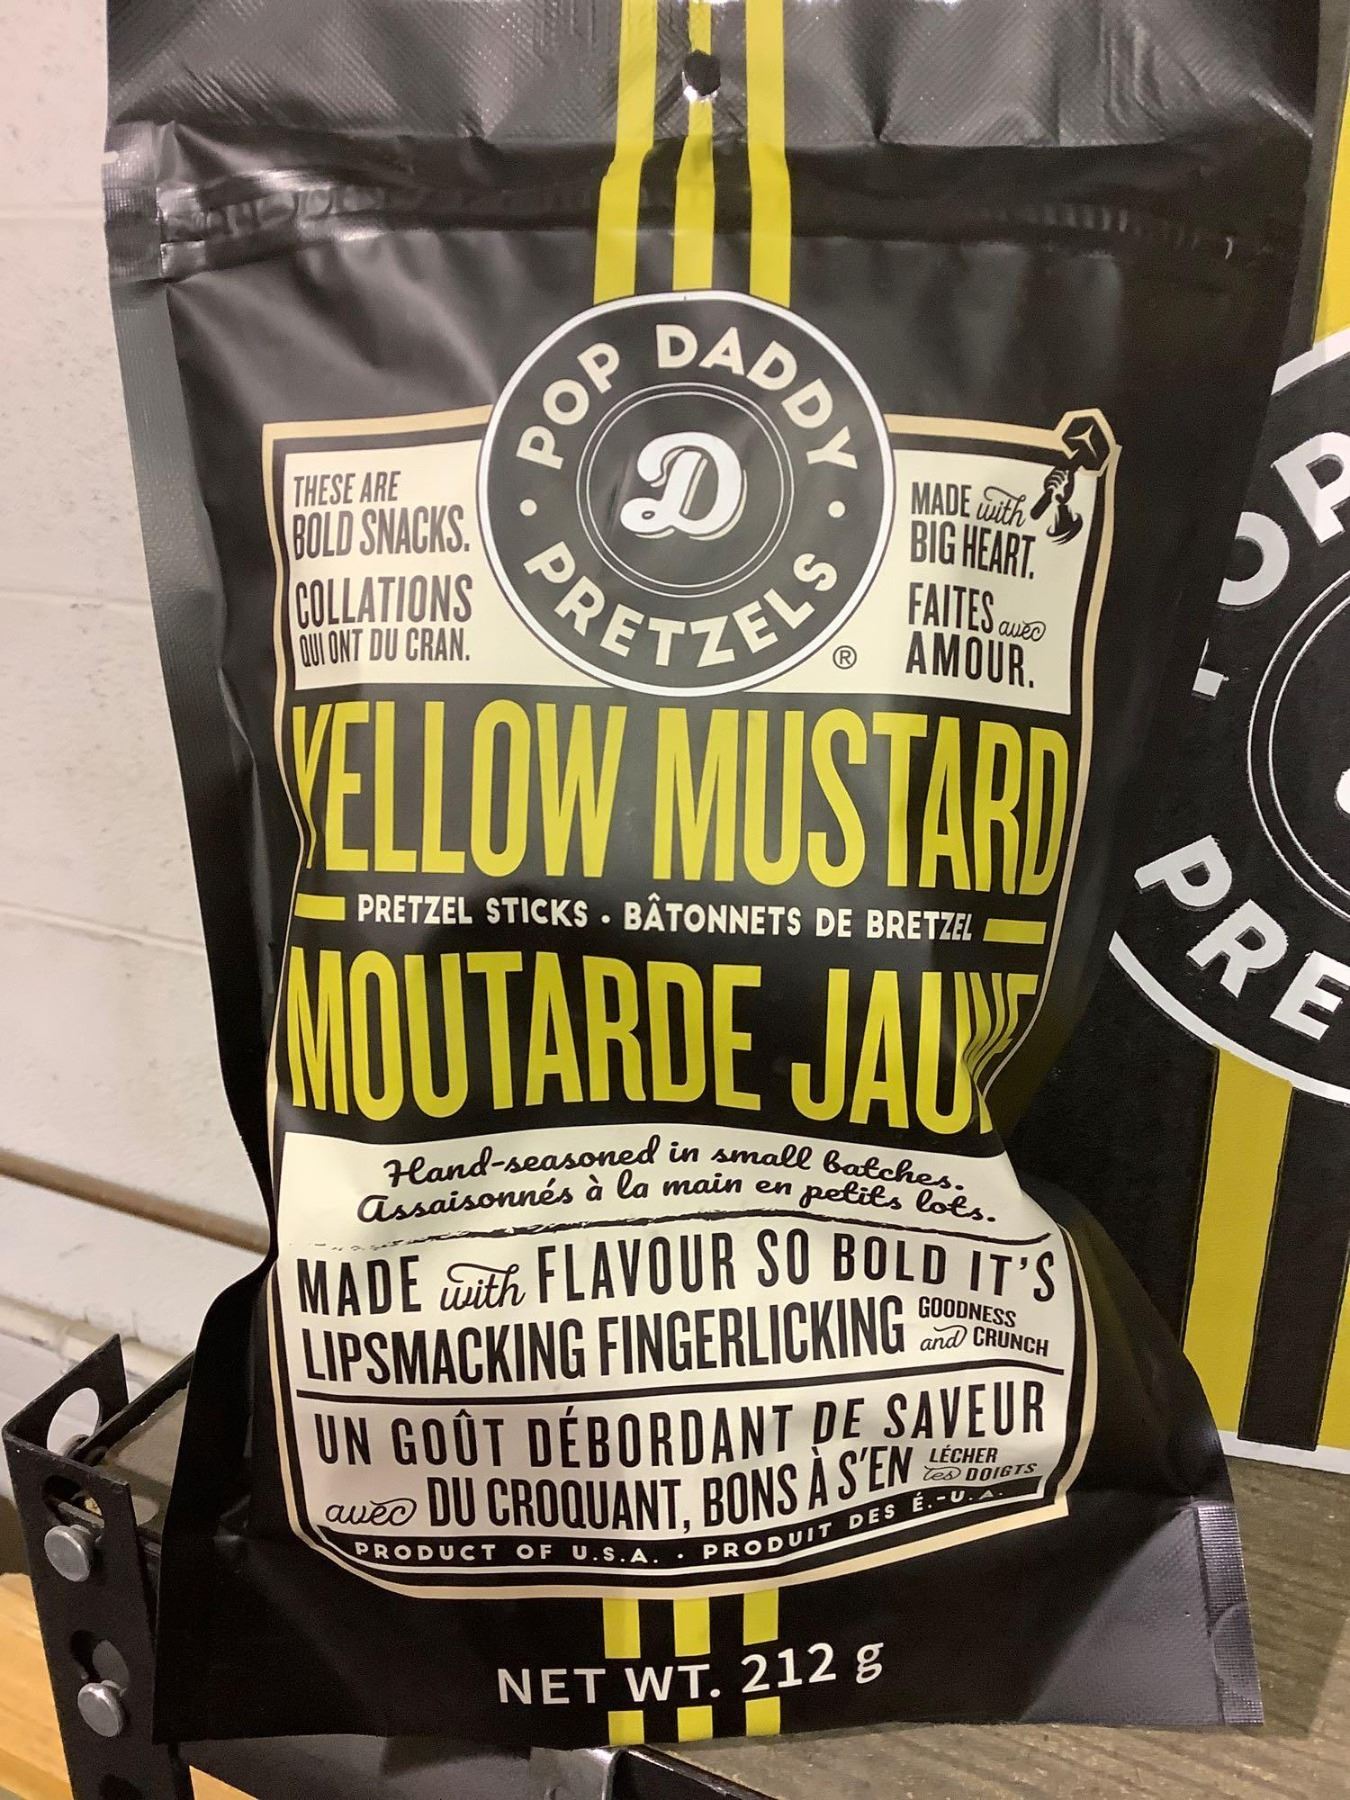 POP DADDY
D
PRETZELS
®
THESE ARE
BOLD SNACKS.
COLLATIONS
QUI ONT DU CRAN.
MADE with
BIG HEART.
FAITES avec
AMOUR.
YELLOW MUSTARD
PRETZEL STICKS • BÂTONNETS DE BRETZEL
MOUTARDE JAUNE
Hand-seasoned in small batches.
Assaisonnés à la main en petits lots.
MADE with FLAVOUR SO BOLD IT'S
LIPSMACKING FINGERLICKING GOODNESS and CRUNCH
UN GOÛT DÉBORDANT DE SAVEUR
avec DU CROQUANT, BONS À S'EN LÉCHER les DOIGTS
PRODUCT OF U.S.A. • PRODUIT DES É.-U.A.
NET WT. 212 g
OP
PRE